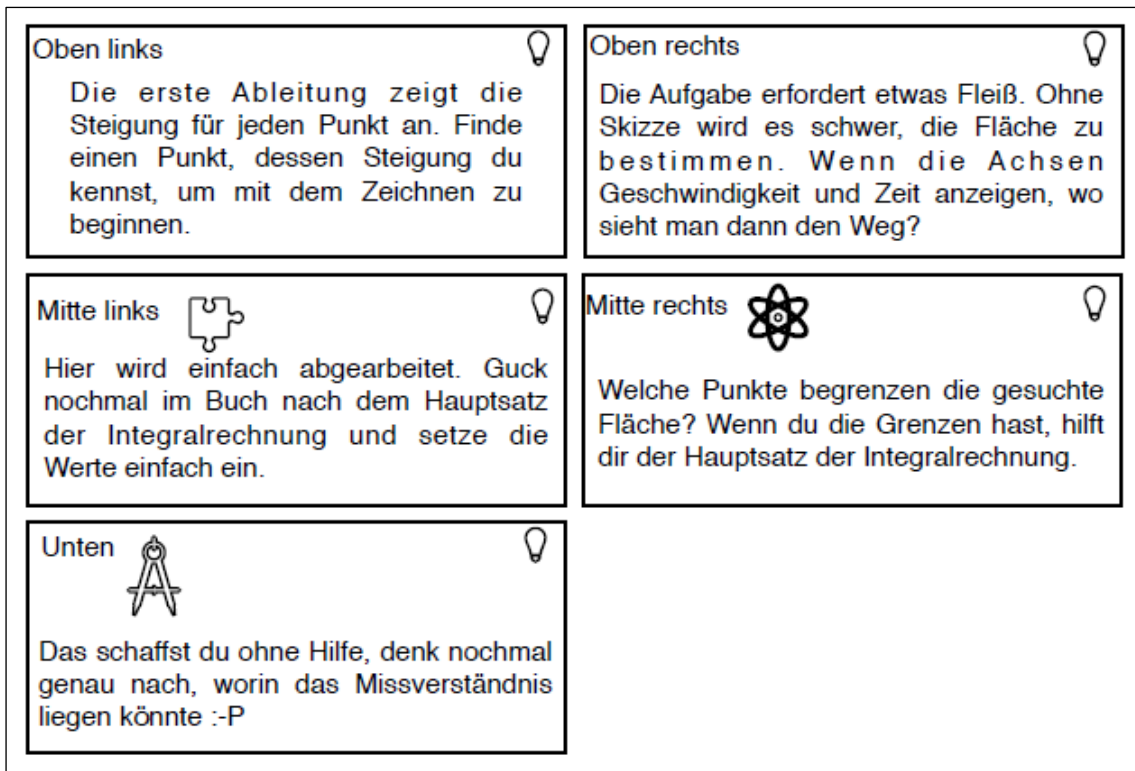 Oben links
Die erste Ableitung zeigt die
Steigung für jeden Punkt an. Finde
einen Punkt, dessen Steigung du
kennst, um mit dem Zeichnen zu
beginnen.
Oben rechts
Die Aufgabe erfordert etwas Fleiß. Ohne
Skizze wird es schwer, die Fläche zu
bestimmen. Wenn die Achsen
Geschwindigkeit und Zeit anzeigen, wo
sieht man dann den Weg?
Mitte links
Hier wird einfach abgearbeitet. Guck
nochmal im Buch nach dem Hauptsatz
der Integralrechnung und setze die
Werte einfach ein.
Mitte rechts
Welche Punkte begrenzen die gesuchte
Fläche? Wenn du die Grenzen hast, hilft
dir der Hauptsatz der Integralrechnung.
Unten
Das schaffst du ohne Hilfe, denk nochmal
genau nach, worin das Missverständnis
liegen könnte :-P